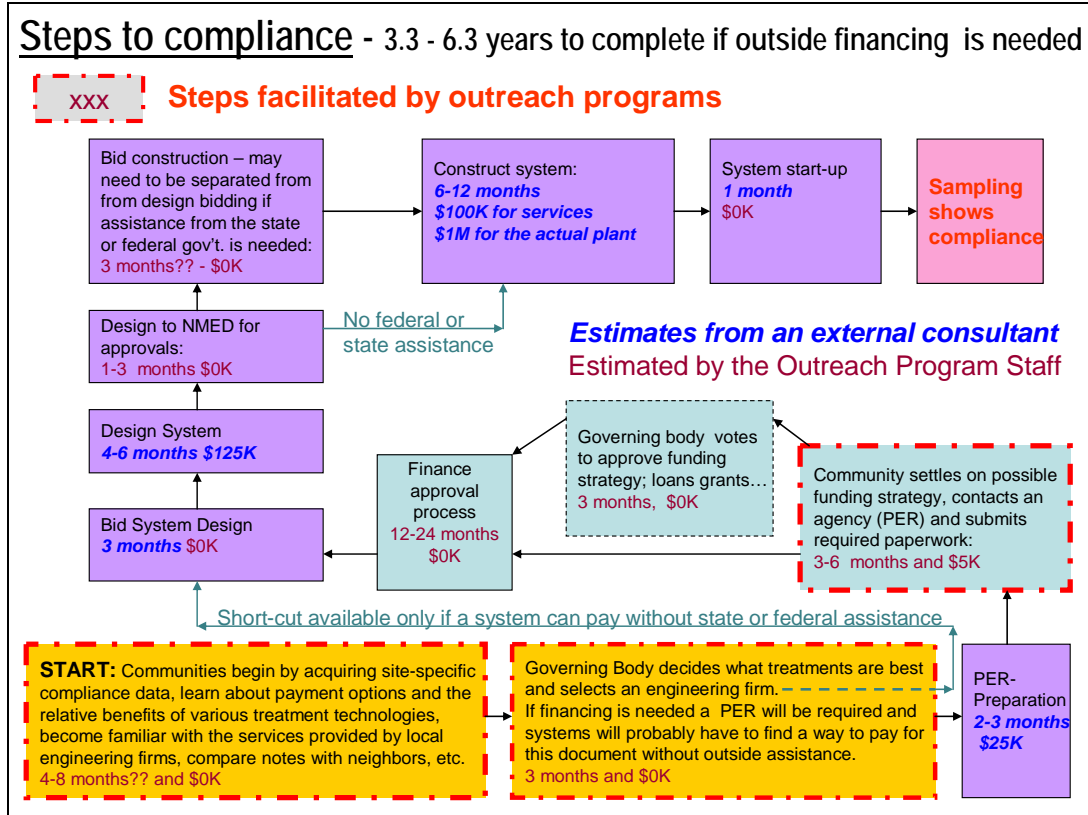 Steps to compliance - 3.3 - 6.3 years to complete if outside financing is needed
xxx
Steps facilitated by outreach programs
Bid construction – may
need to be separated from
from design bidding if
assistance from the state
or federal gov't. is needed:
3 months?? - $0K
Construct system:
6-12 months
$100K for services
$1M for the actual plant
System start-up
1 month
$0K
Sampling
shows
compliance
Design to NMED for
approvals:
1-3 months $0K
No federal or
state assistance
Estimates from an external consultant
Estimated by the Outreach Program Staff
Design System
4-6 months $125K
Bid System Design
3 months $0K
Finance
approval
process
12-24 months
$0K
Governing body votes
to approve funding
strategy; loans grants…
3 months, $0K
Community settles on possible
funding strategy, contacts an
agency (PER) and submits
required paperwork:
3-6 months and $5K
Short-cut available only if a system can pay without state or federal assistance
START: Communities begin by acquiring site-specific
compliance data, learn about payment options and the
relative benefits of various treatment technologies,
become familiar with the services provided by local
engineering firms, compare notes with neighbors, etc.
4-8 months?? and $0K
Governing Body decides what treatments are best
and selects an engineering firm.
If financing is needed a PER will be required and
systems will probably have to find a way to pay for
this document without outside assistance.
3 months and $0K
PER-
Preparation
2-3 months
$25K